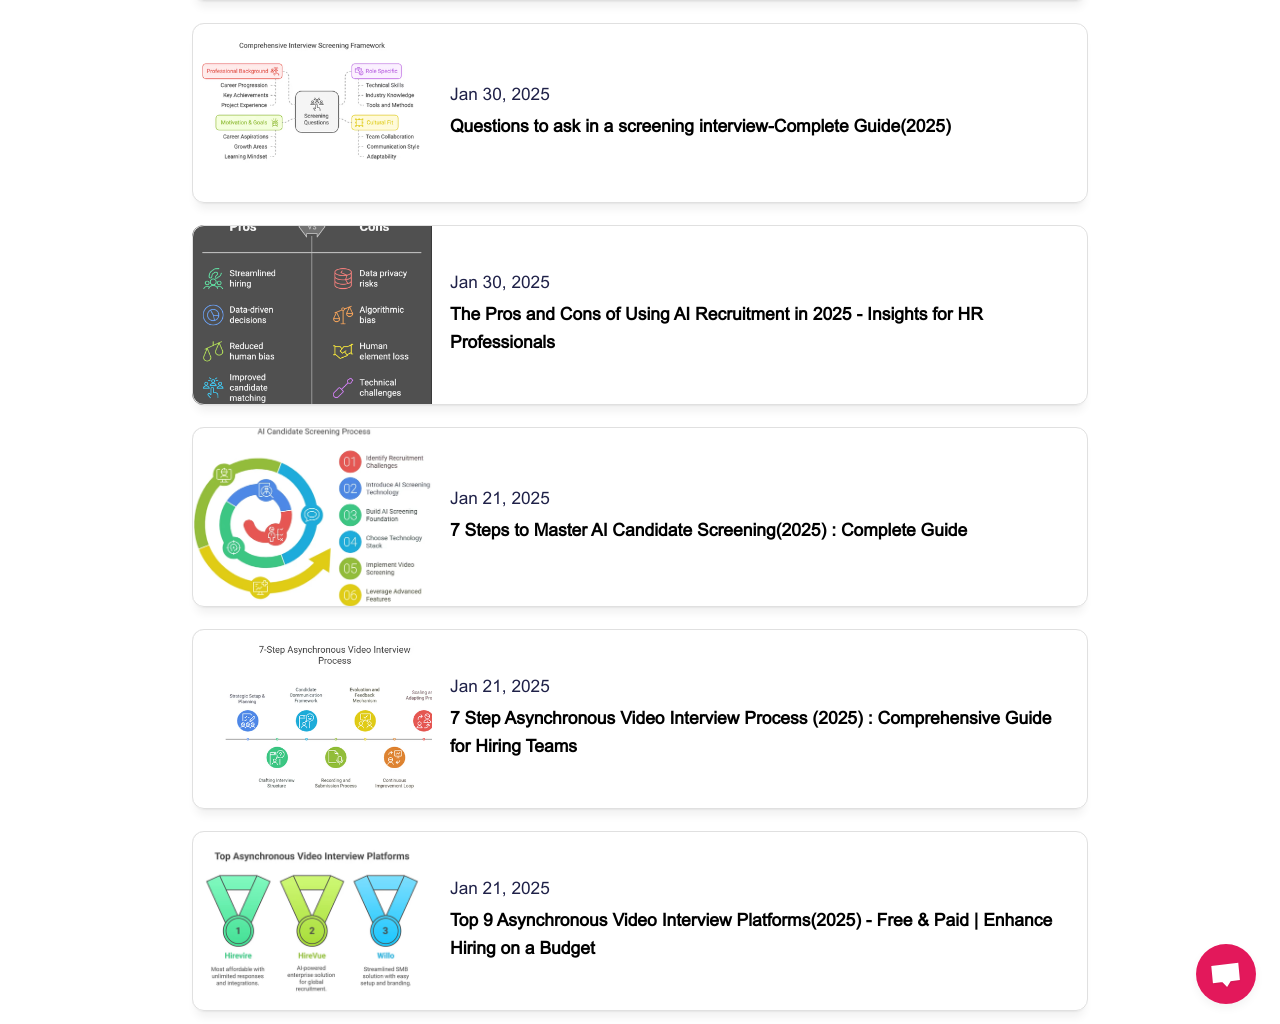 Comprehensive Interview Screening Framework
Professional Background
Career Progression
Key Achievements
Project Experience
Motivation & Goals
Career Aspirations
Growth Areas
Learning Mindset
Screening
Questions
Role Specific
Technical Skills
Industry Knowledge
Tools and Methods
Cultural Fit
Team Collaboration
Communication Style
Adaptability
Jan 30, 2025
Questions to ask in a screening interview-Complete Guide(2025)
Pros
Cons
Streamlined
hiring
Data privacy
risks
Data-driven
decisions
Algorithmic
bias
Reduced
human bias
Human
element loss
Improved
candidate
matching
Technical
challenges
Jan 30, 2025
The Pros and Cons of Using AI Recruitment in 2025 - Insights for HR
Professionals
AI Candidate Screening Process
01 Identify Recruitment
Challenges
02 Introduce AI Screening
Technology
03 Build AI Screening
Foundation
04 Choose Technology
Stack
05 Implement Video
Screening
06 Leverage Advanced
Features
Jan 21, 2025
7 Steps to Master AI Candidate Screening(2025) : Complete Guide
7-Step Asynchronous Video Interview
Process
Strategic Setup &
Planning
Candidate
Communication
Framework
Evaluation and
Feedback
Mechanism
Scaling
Adapting
Crafting Interview
Structure
Recording and
Submission Process
Continuous
Improvement Loop
Jan 21, 2025
7 Step Asynchronous Video Interview Process (2025) : Comprehensive Guide
for Hiring Teams
Top Asynchronous Video Interview Platforms
1
2
3
Hirevire
HireVue
Willo
Most affordable with
unlimited responses
and integrations.
AI-powered
enterprise solution
for global
recruitment.
Streamlined SMB
solution with easy
setup and branding.
Jan 21, 2025
Top 9 Asynchronous Video Interview Platforms(2025) - Free & Paid | Enhance
Hiring on a Budget